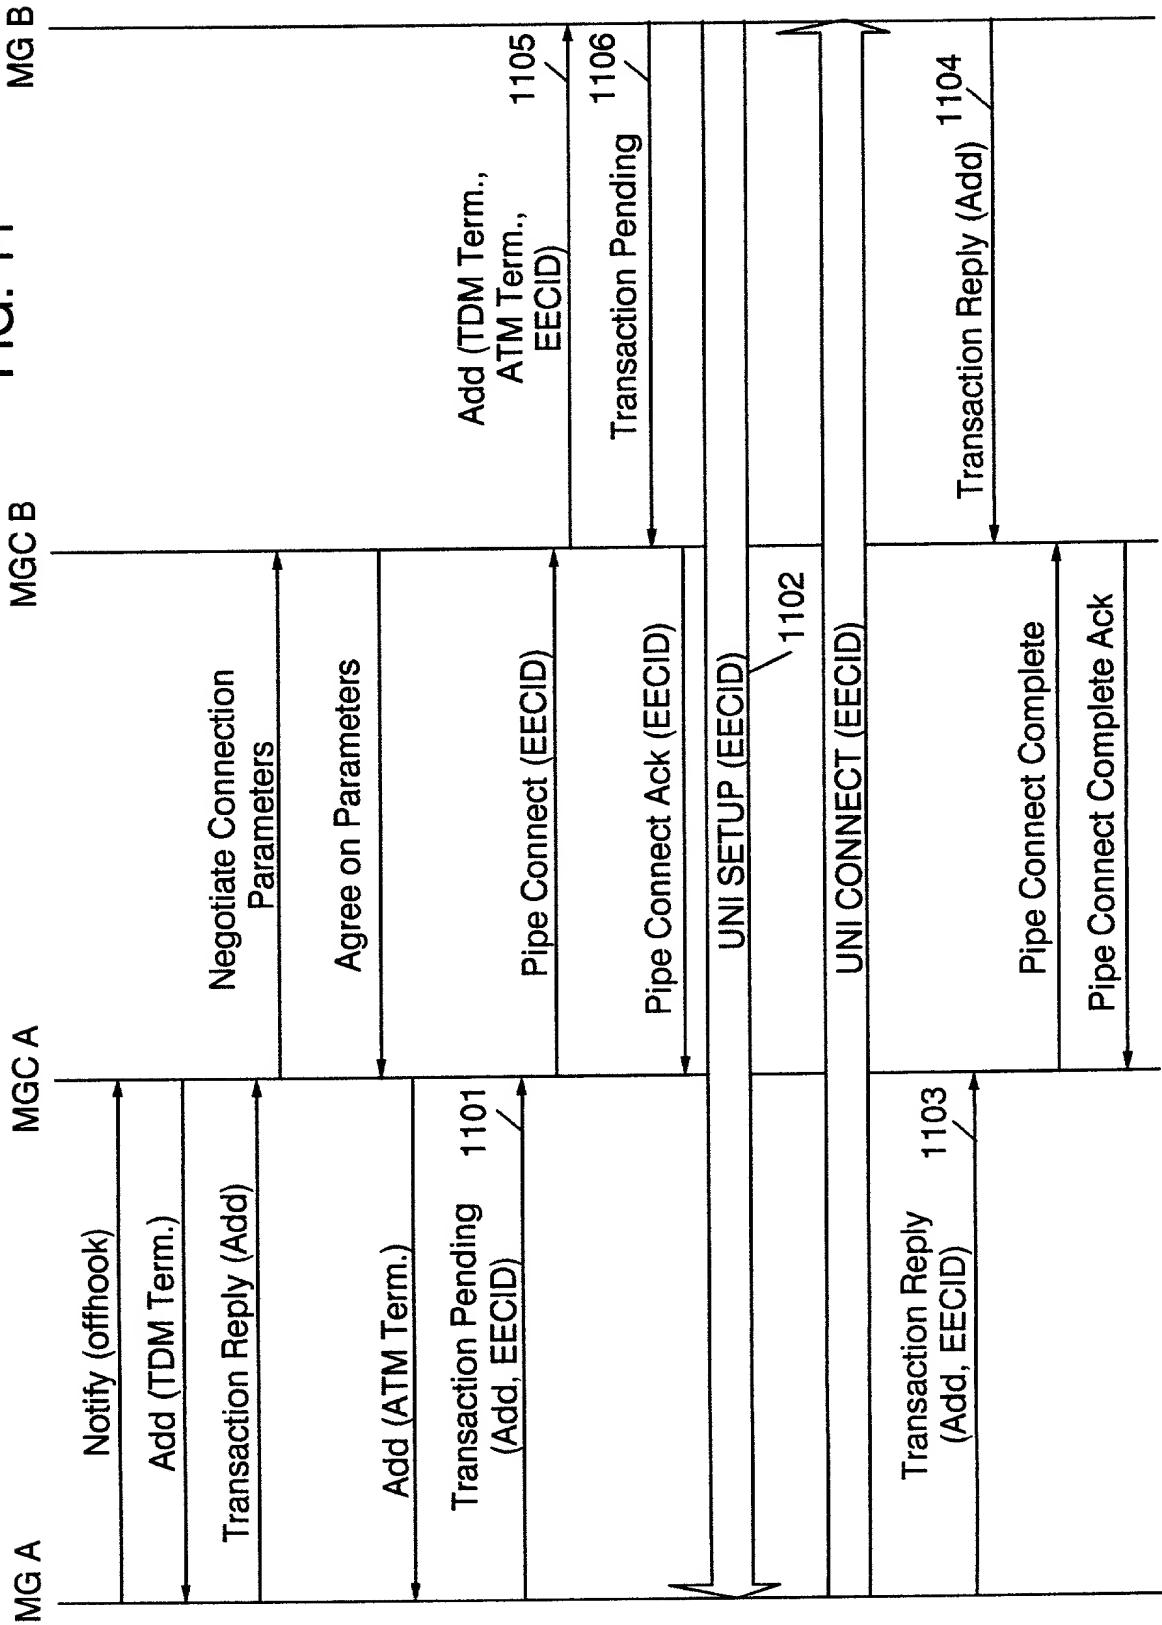 FIG. 11
MG A
MGC A
MGC B
MG B
Notify (offhook)
Add (TDM Term.)
Transaction Reply (Add)
Negotiate Connection
Parameters
Agree on Parameters
Add (ATM Term.)
Transaction Pending
(Add, EECID)
1101
Pipe Connect (EECID)
Add (TDM Term.,
ATM Term.,
EECID)
1105
Transaction Pending
1106
Pipe Connect Ack (EECID)
UNI SETUP (EECID)
1102
UNI CONNECT (EECID)
Transaction Reply
(Add, EECID)
1103
Transaction Reply (Add)
1104
Pipe Connect Complete
Pipe Connect Complete Ack